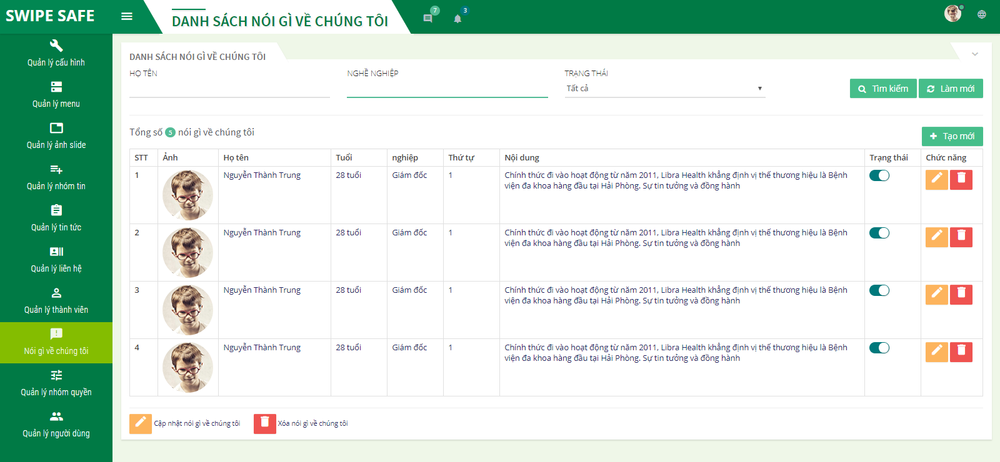 SWIPE SAFE
DANH SÁCH NÓI GÌ VỀ CHÚNG TÔI
7
3
Quản lý cấu hình
Quản lý menu
Quản lý ảnh slide
Quản lý nhóm tin
Quản lý tin tức
Quản lý liên hệ
Quản lý thành viên
Nói gì về chúng tôi
Quản lý nhóm quyền
Quản lý người dùng
DANH SÁCH NÓI GÌ VỀ CHÚNG TÔI
HỌ TÊN
NGHỀ NGHIỆP
TRẠNG THÁI
Tất cả
Tìm kiếm
Làm mới
Tổng số 5 nói gì về chúng tôi
Tạo mới
STT Ảnh Họ tên Tuổi nghiệp Thứ tự Nội dung Trạng thái Chức năng
1 Nguyễn Thành Trung 28 tuổi Giám đốc 1 Chính thức đi vào hoạt động từ năm 2011, Libra Health khẳng định vị thế thương hiệu là Bệnh
viện đa khoa hàng đầu tại Hải Phòng. Sự tin tưởng và đồng hành
2 Nguyễn Thành Trung 28 tuổi Giám đốc 1 Chính thức đi vào hoạt động từ năm 2011, Libra Health khẳng định vị thế thương hiệu là Bệnh
viện đa khoa hàng đầu tại Hải Phòng. Sự tin tưởng và đồng hành
3 Nguyễn Thành Trung 28 tuổi Giám đốc 1 Chính thức đi vào hoạt động từ năm 2011, Libra Health khẳng định vị thế thương hiệu là Bệnh
viện đa khoa hàng đầu tại Hải Phòng. Sự tin tưởng và đồng hành
4 Nguyễn Thành Trung 28 tuổi Giám đốc 1 Chính thức đi vào hoạt động từ năm 2011, Libra Health khẳng định vị thế thương hiệu là Bệnh
viện đa khoa hàng đầu tại Hải Phòng. Sự tin tưởng và đồng hành
Cập nhật nói gì về chúng tôi
Xóa nói gì về chúng tôi